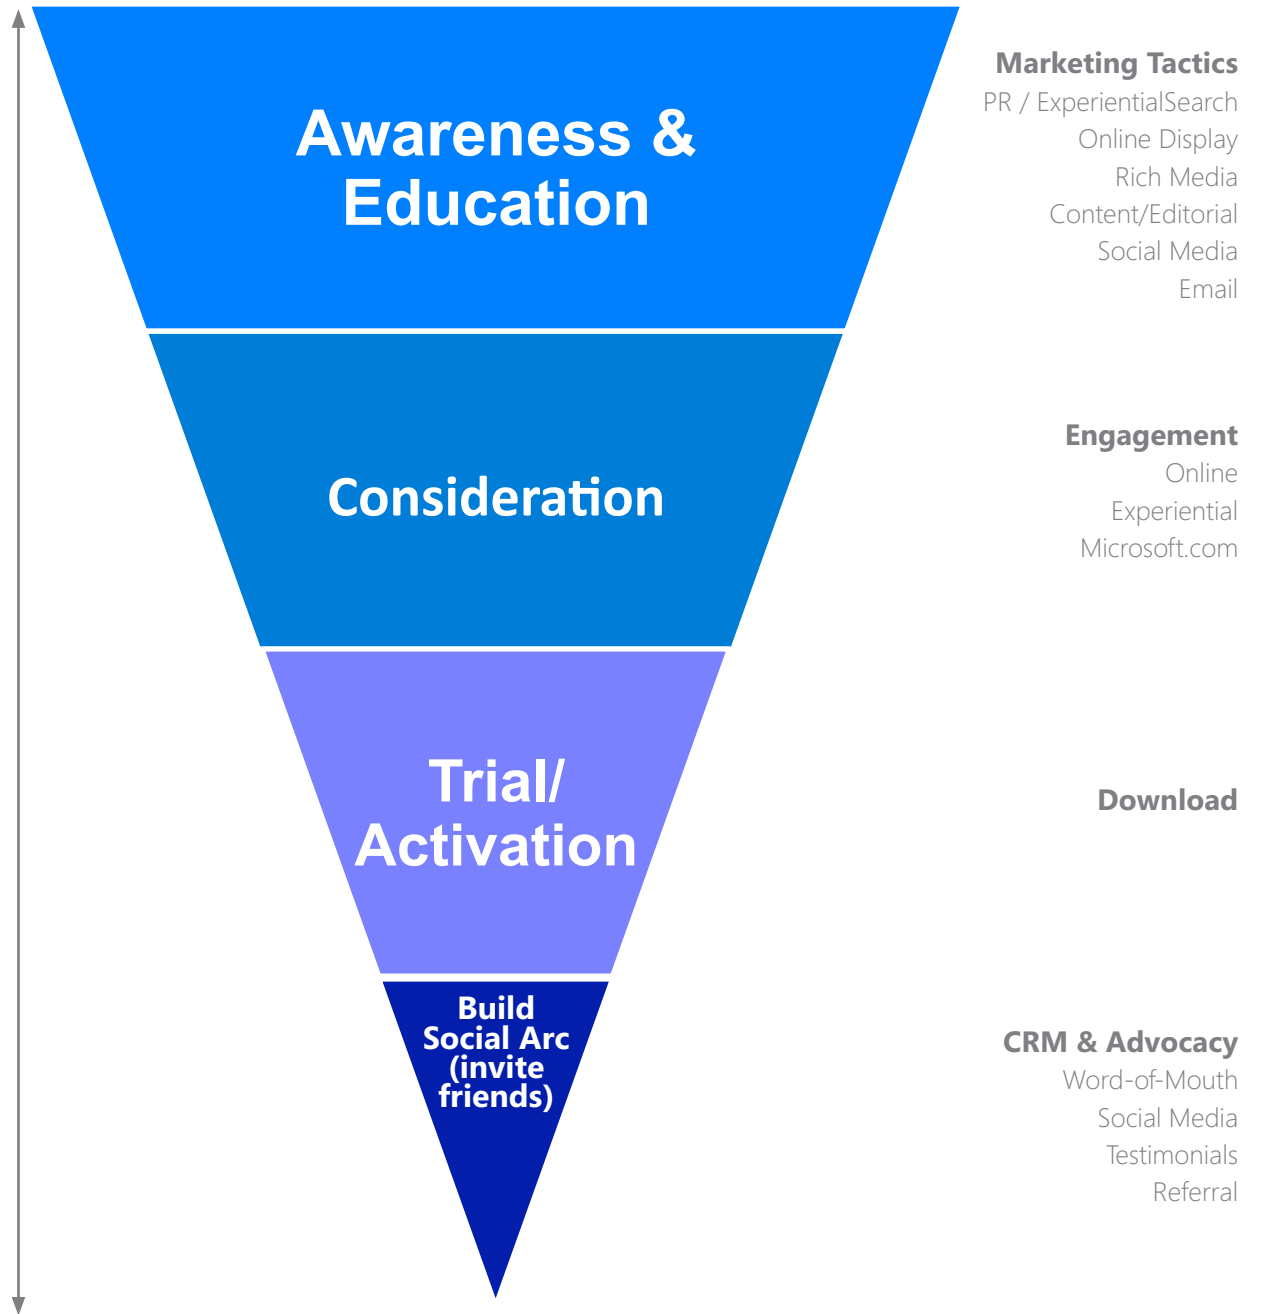 Awareness &
Education
Marketing Tactics
PR / ExperientialSearch
Online Display
Rich Media
Content/Editorial
Social Media
Email
Consideration
Engagement
Online
Experiential
Microsoft.com
Trial/
Activation
Download
Build
Social Arc
(invite
friends)
CRM & Advocacy
Word-of-Mouth
Social Media
Testimonials
Referral